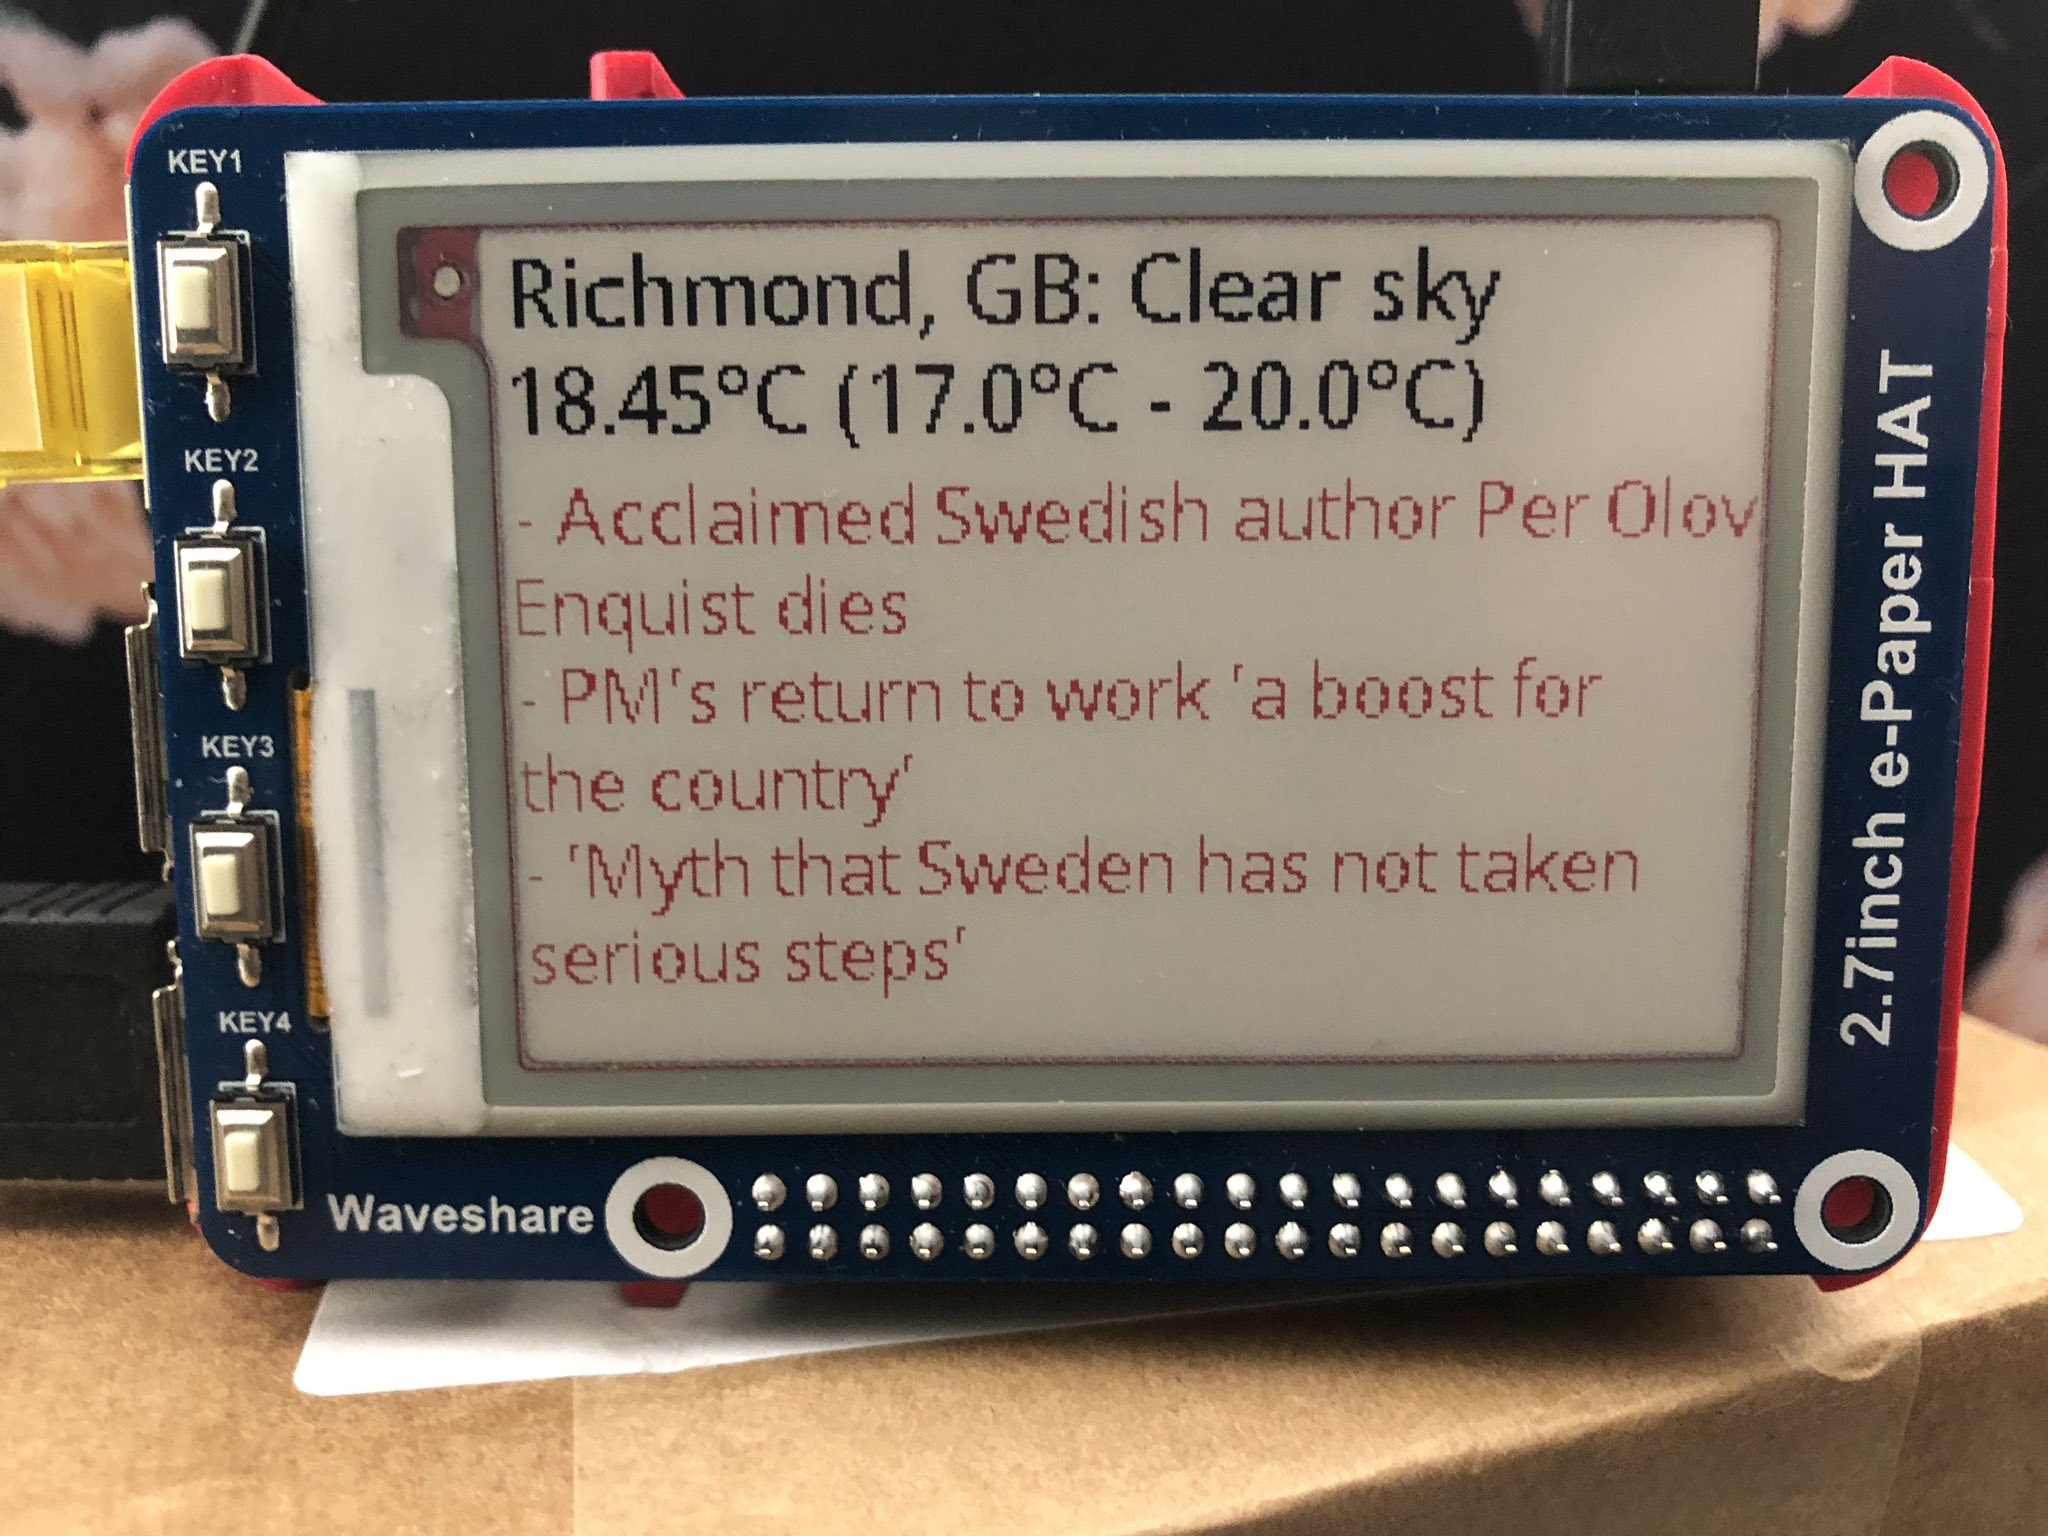 KEY1
KEY2
KEY3
KEY4
Richmond, GB: Clear sky
18.45°C (17.0°C - 20.0°C)
- Acclaimed Swedish author Per Olov
Enquist dies
- PM's return to work 'a boost for
the country'
- 'Myth that Sweden has not taken
serious steps'
2.7inch e-Paper HAT
Waveshare